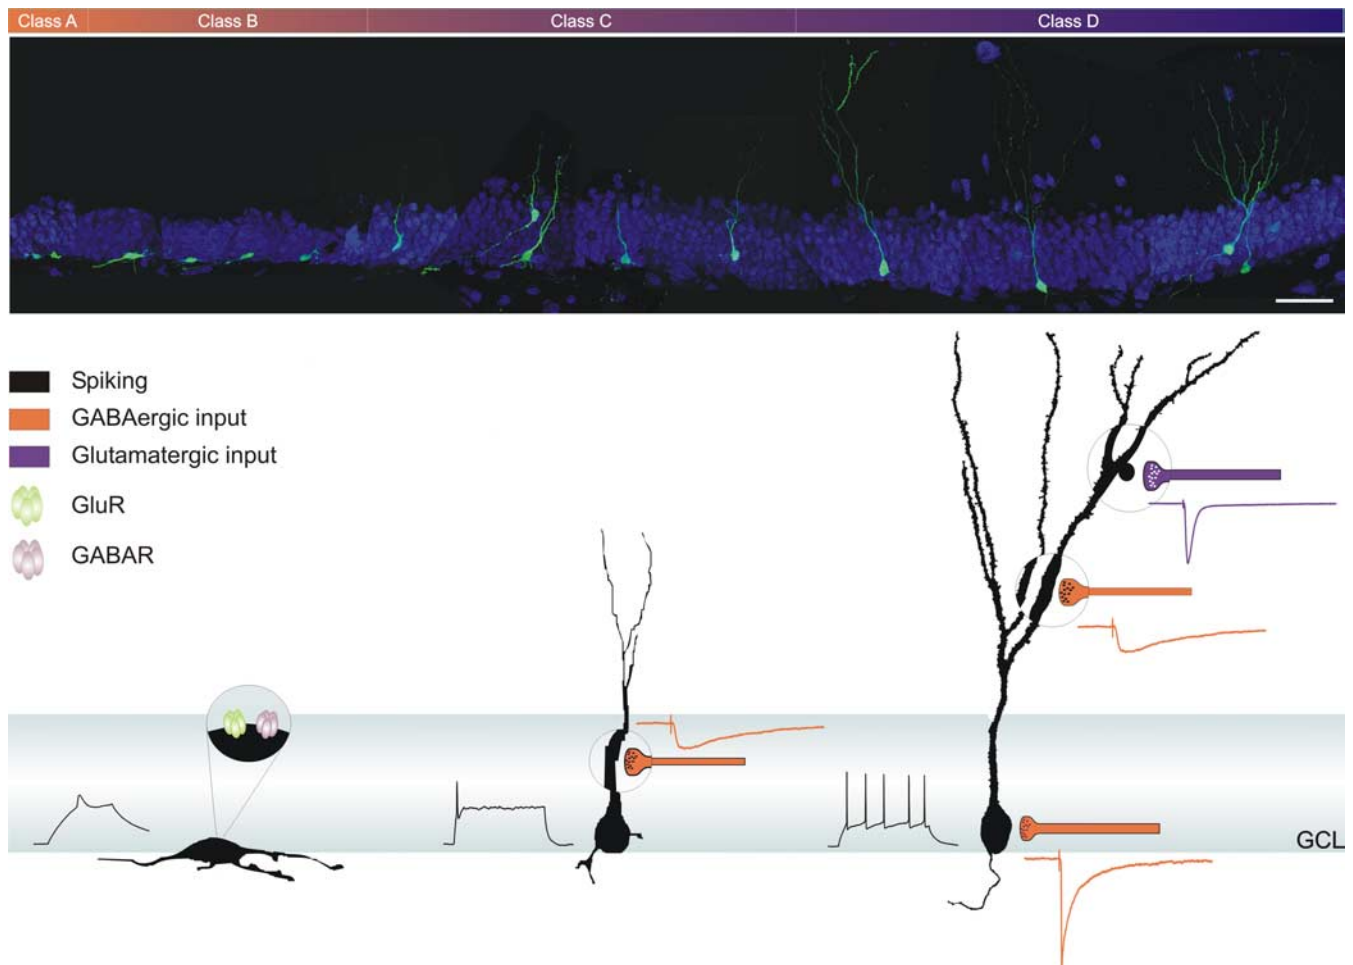 Class A
Class B
Class C
Class D
Spiking
GABAergic input
Glutamatergic input
GluR
GABAR
GCL